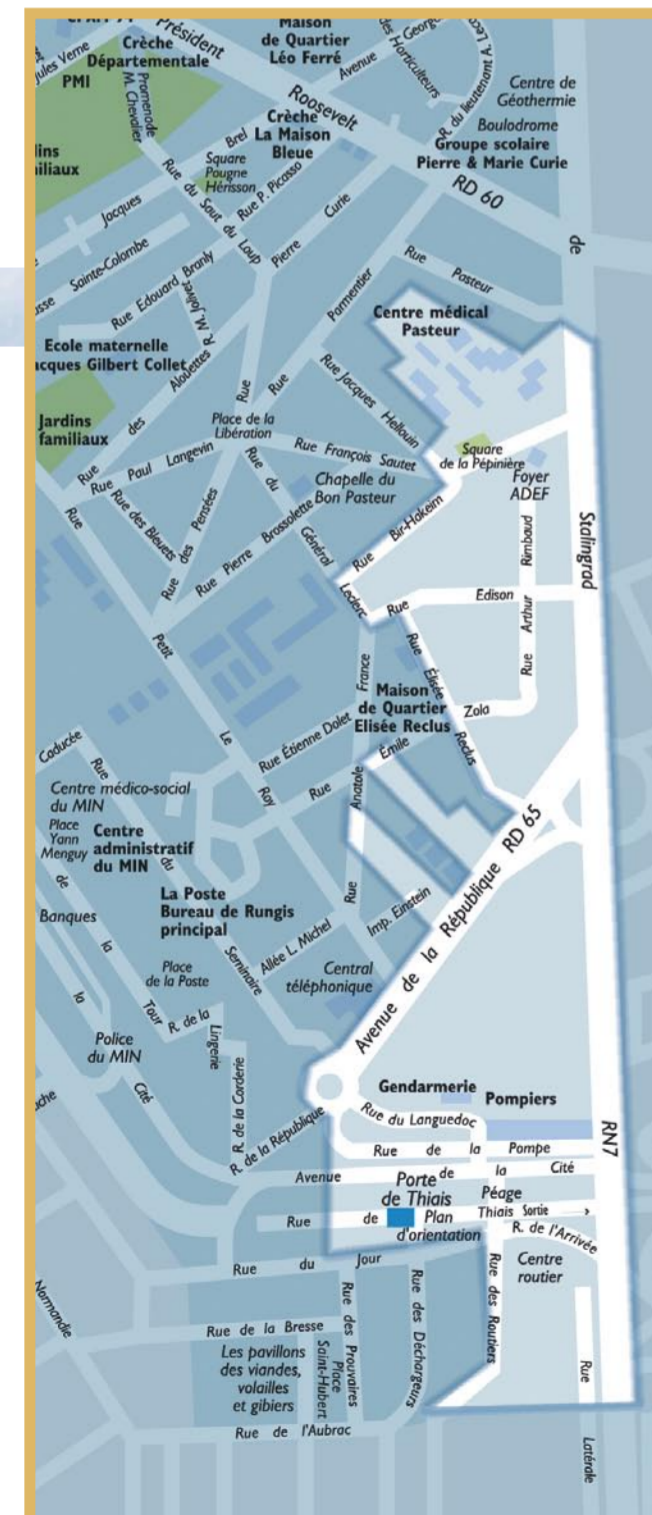 Président
Jules Verne
Crèche
Départementale
PMI
Promenade
M. Chevalier
Maison
de Quartier
Léo Ferré
Avenue
George
des Horticulteurs
R. du lieutenant A.
Centre de
Géothermie
Boulodrome
Groupe scolaire
Pierre & Marie Curie
Roosevelt
RD 60
de
Crèche
La Maison
Bleue
Brel
Jacques
Square
Pougne
Hérisson
Rue P. Picasso
Rue du Saut du Loup
Pierre Curie
Sainte-Colombe
Rue Edouard Branly
R. M. Jolivet
Rue Parmentier
Rue Pasteur
Centre médical
Pasteur
Ecole maternelle
acques Gilbert Collet
Jardins
familiaux
Rue des Alouettes
Place de la
Libération
Rue Jacques Hellouin
Rue François Sautet
Square
de la Pépinière
Foyer
ADEF
Rue Paul Langevin
Rue des Bleuets
Rue des Pensées
Rue Pierre Brossolette
Chapelle du
Bon Pasteur
Rue du Général Leclerc
Rue Bir-Hakeim
Stalingrad
Rue Arthur Rimbaud
Rue Edison
Rue Petit Le Roy
Rue Élisée Reclus
Maison
de Quartier
Elisée Reclus
Rue Étienne Dolet
Rue Émile Zola
Rue Anatole France
Caducée
Rue du Seminaire
Centre médico-social
du MIN
Place
Yann
Menguy
Centre
administratif
du MIN
La Poste
Bureau de Rungis
principal
Banques
de la Tour
Place
de la Poste
Allée L. Michel
Imp. Einstein
Central
téléphonique
Avenue de la République RD 65
la Cité
Police
du MIN
R. de la Lingerie
R. de la Corderie
R. de la République
Gendarmerie
Pompiers
Rue du Languedoc
Rue de la Pompe
Avenue de la Cité
RN7
Porte
de Thiais
Péage
Rue de Thiais Sortie
Plan
d'orientation
R. de l'Arrivée
Rue du Jour
Rue des Routiers
Centre
routier
Normandie
Rue de la Bresse
Rue des Prouvaires
Rue des Déchargeurs
Place
Saint-Hubert
Les pavillons
des viandes,
volailles
et gibiers
Rue de l'Aubrac
Rue Latérale